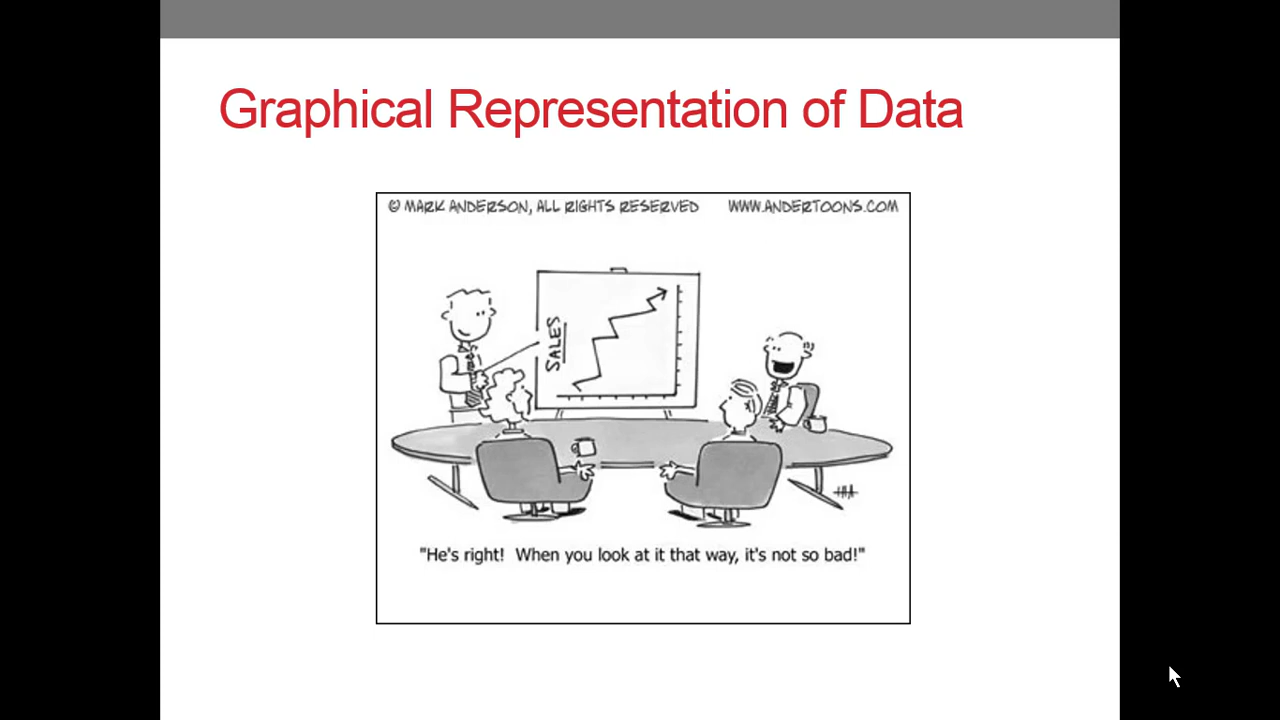 Graphical Representation of Data
© MARK ANDERSON, ALL RIGHTS RESERVED WWW.ANDERTOONS.COM
SALES
"He's right! When you look at it that way, it's not so bad!"